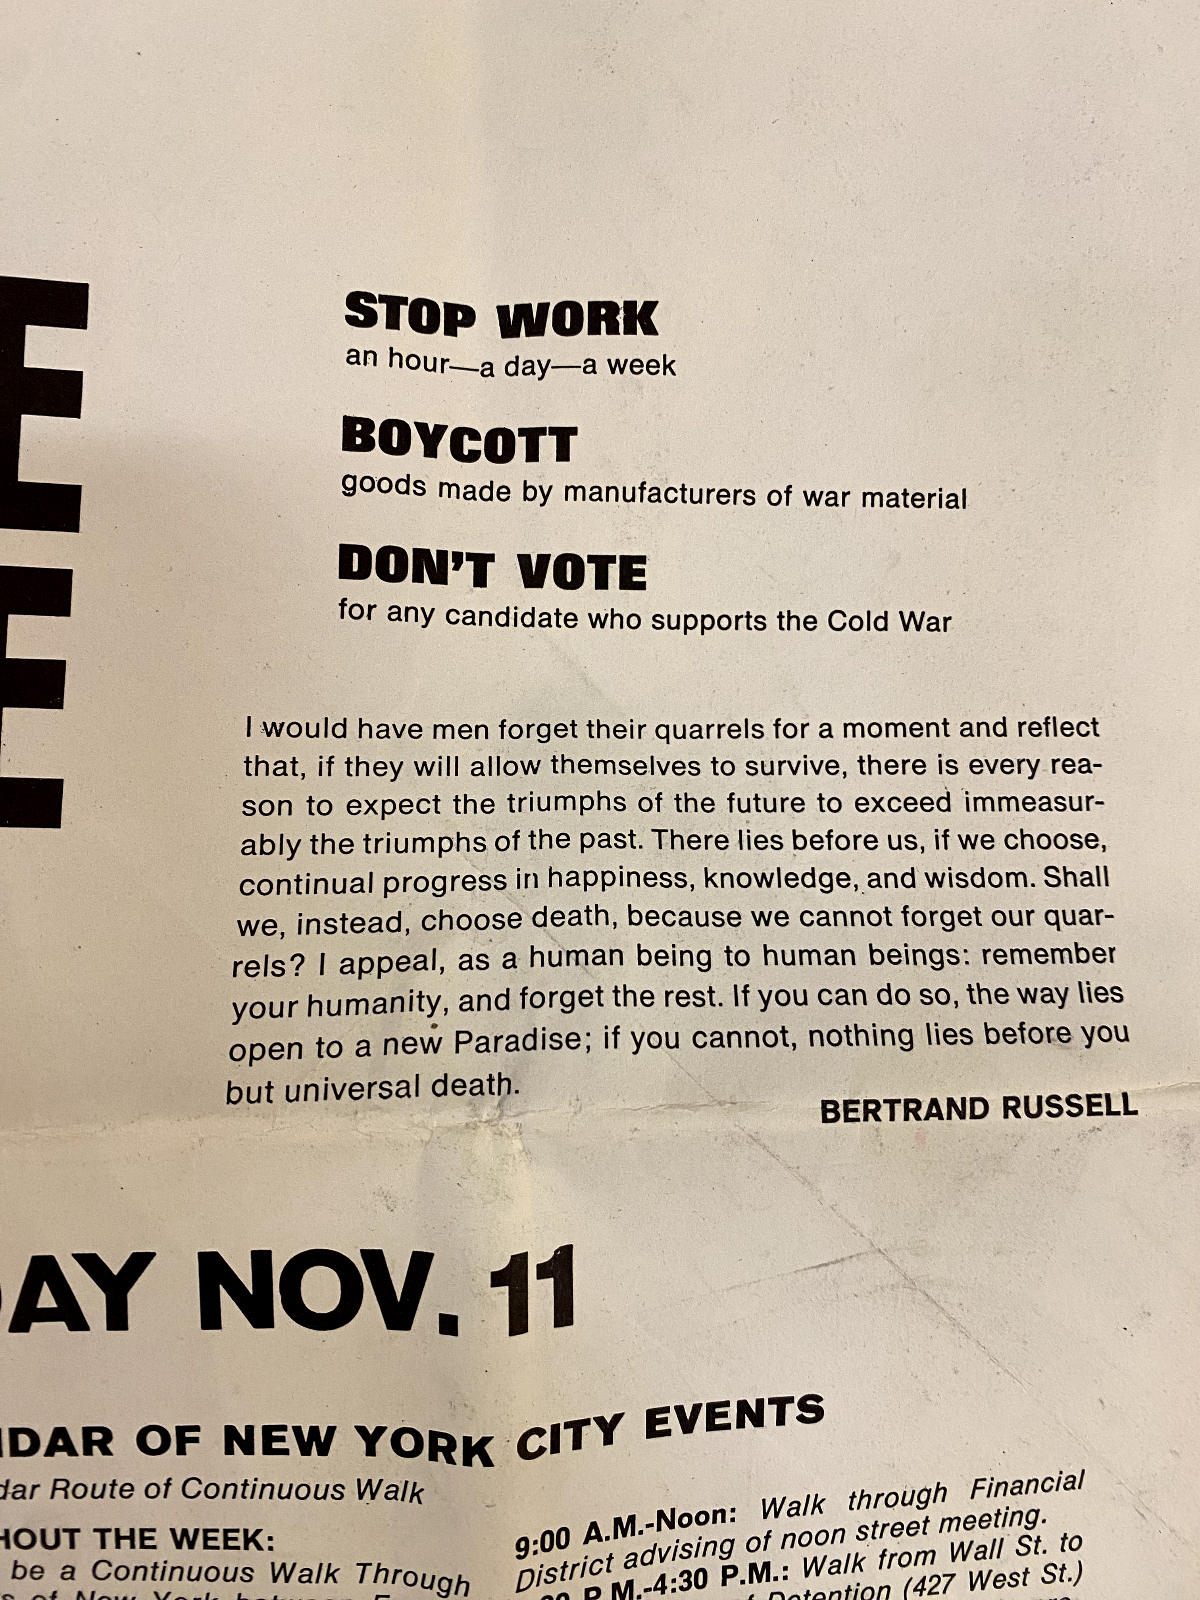 E
E
STOP WORK
an hour—a day—a week
BOYCOTT
goods made by manufacturers of war material
DON'T VOTE
for any candidate who supports the Cold War
I would have men forget their quarrels for a moment and reflect
that, if they will allow themselves to survive, there is every rea-
son to expect the triumphs of the future to exceed immeasur-
ably the triumphs of the past. There lies before us, if we choose,
continual progress in happiness, knowledge, and wisdom. Shall
we, instead, choose death, because we cannot forget our quar-
rels? I appeal, as a human being to human beings: remember
your humanity, and forget the rest. If you can do so, the way lies
open to a new Paradise; if you cannot, nothing lies before you
but universal death.
BERTRAND RUSSELL
DAY NOV. 11
NDAR OF NEW YORK CITY EVENTS
dar Route of Continuous Walk
HOUT THE WEEK:
be a Continuous Walk Through
of New York between
9:00 A.M.-Noon: Walk through Financial
District advising of noon street meeting.
P.M.-4:30 P.M.: Walk from Wall St. to
Detention (427 West St.)